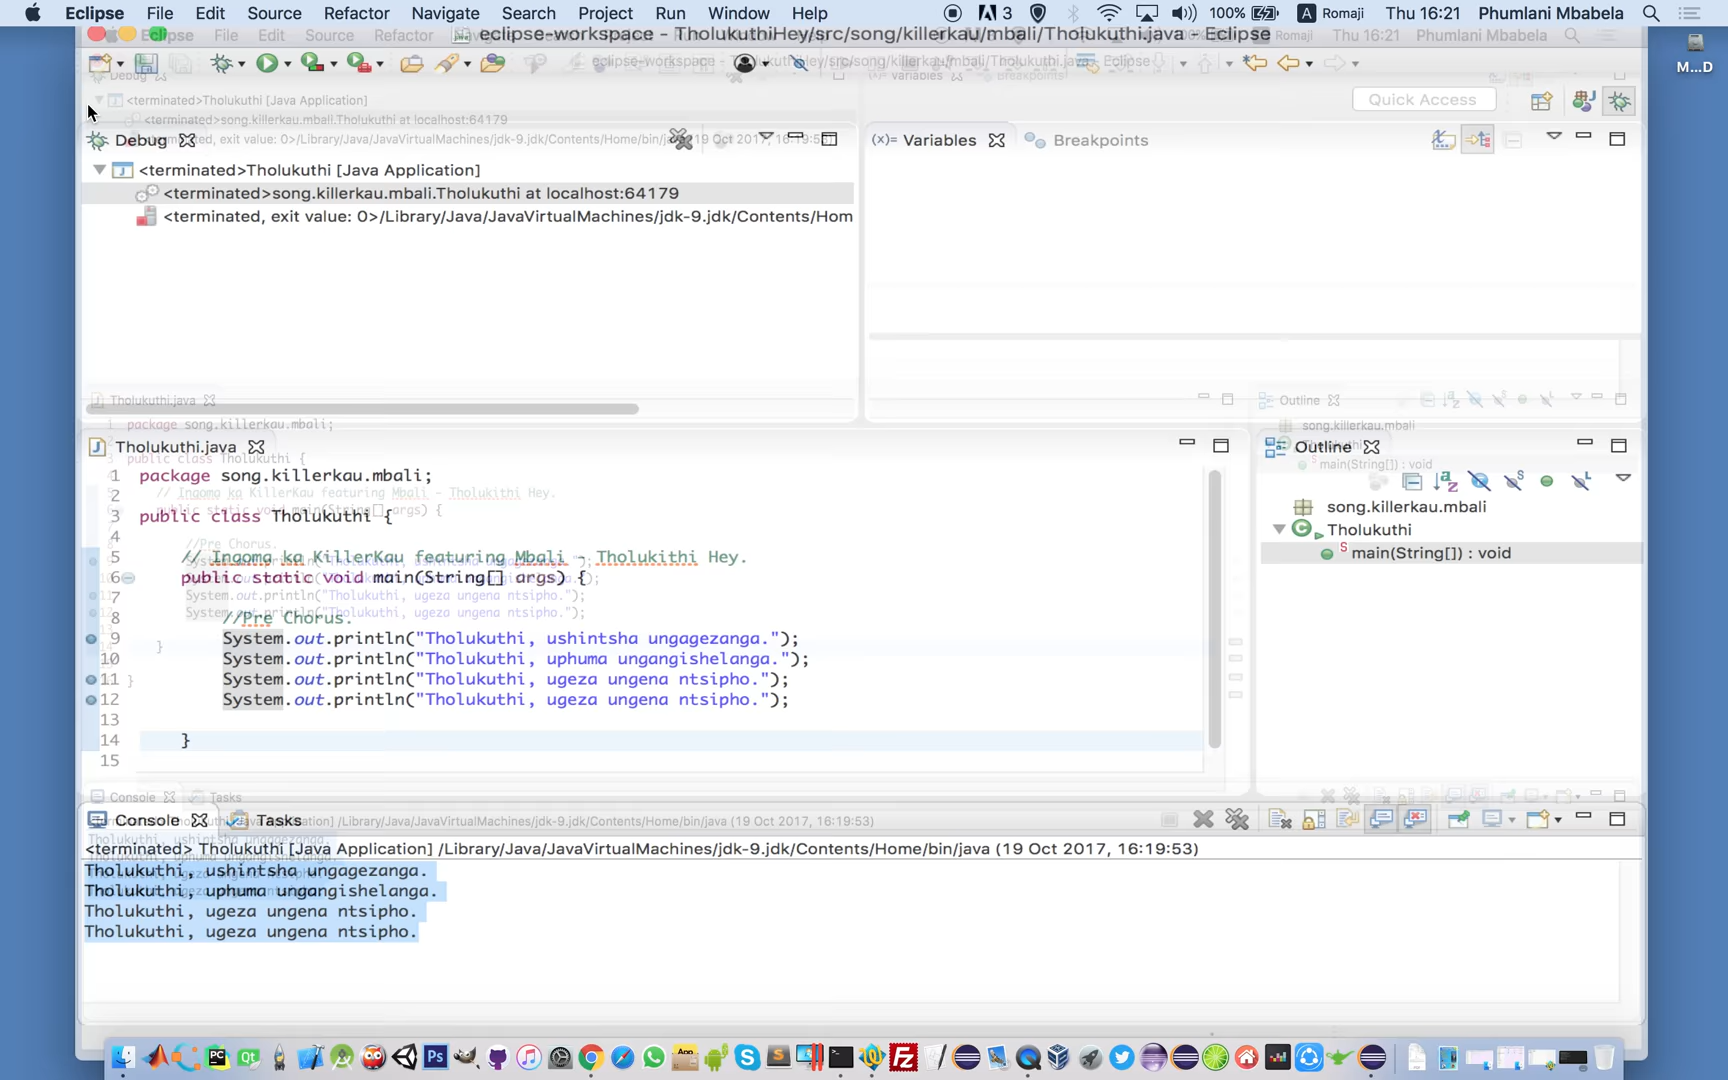 Eclipse File Edit Source Refactor Navigate Search Project Run Window Help 3 100% A Romaji Thu 16:21 Phumlani Mbabela
eclipse-workspace - TholukuthiHey/src/song/killerkau/mbali/Tholukuthi.java - Eclipse
M...D
Quick Access
Debug
<terminated>Tholukuthi [Java Application]
<terminated>song.killerkau.mbali.Tholukuthi at localhost:64179
<terminated, exit value: 0>/Library/Java/JavaVirtualMachines/jdk-9.jdk/Contents/Hom
(x)= Variables Breakpoints
Tholukuthi.java
1 package song.killerkau.mbali;
2
3 public class Tholukuthi {
4
5 // Ingoma ka KillerKau featuring Mbali - Tholukithi Hey.
6 public static void main(String[] args) {
7
8 //Pre Chorus.
9 System.out.println("Tholukuthi, ushintsha ungagezanga.");
10 System.out.println("Tholukuthi, uphuma ungangishelanga.");
11 System.out.println("Tholukuthi, ugeza ungena ntsipho.");
12 System.out.println("Tholukuthi, ugeza ungena ntsipho.");
13
14 }
15
Outline
song.killerkau.mbali
Tholukuthi
main(String[]) : void
Console Tasks
<terminated> Tholukuthi [Java Application] /Library/Java/JavaVirtualMachines/jdk-9.jdk/Contents/Home/bin/java (19 Oct 2017, 16:19:53)
Tholukuthi, ushintsha ungagezanga.
Tholukuthi, uphuma ungangishelanga.
Tholukuthi, ugeza ungena ntsipho.
Tholukuthi, ugeza ungena ntsipho.